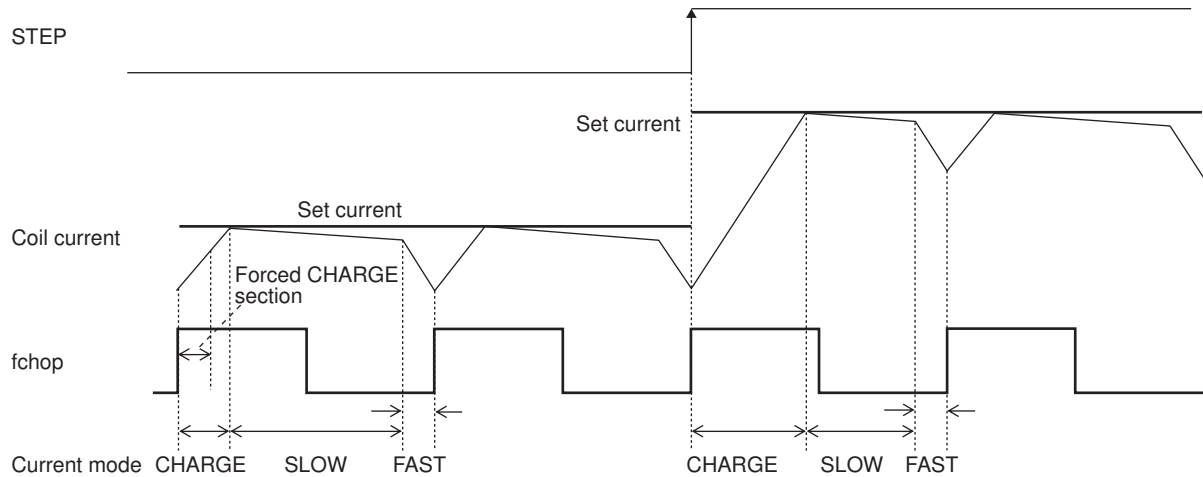 STEP
Set current
Set current
Coil current
Forced CHARGE
section
fchop
Current mode CHARGE SLOW FAST CHARGE SLOW FAST